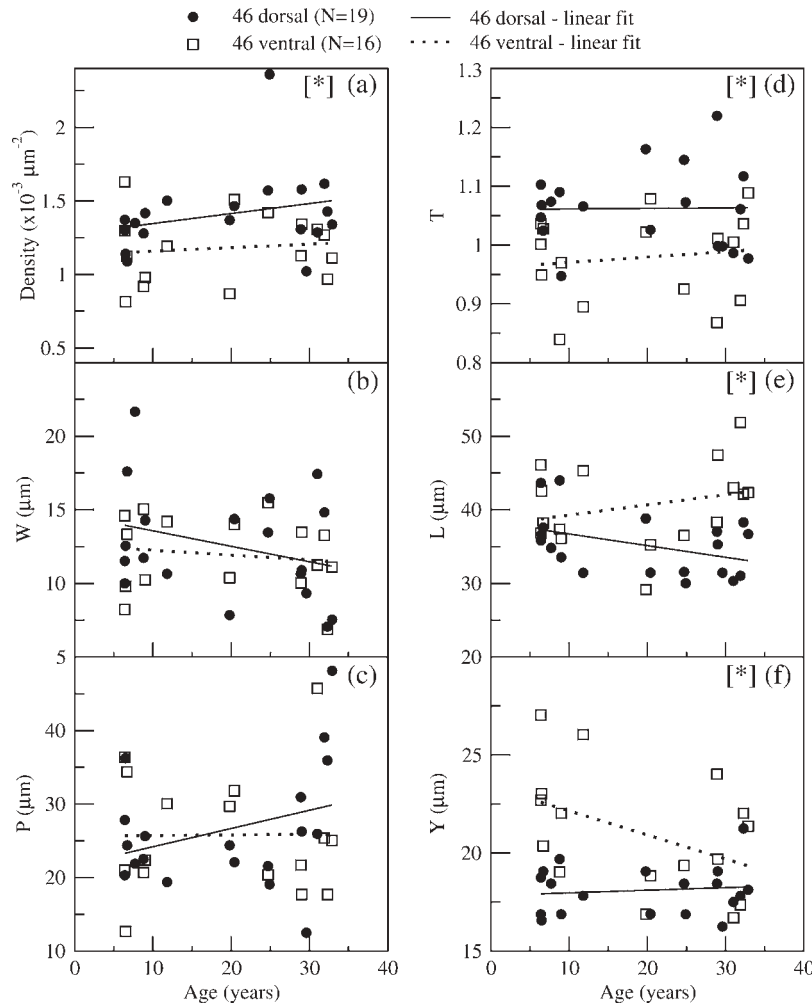 46 dorsal (N=19) 46 dorsal - linear fit
46 ventral (N=16) 46 ventral - linear fit
[*] (a)
Density (x10⁻³ μm⁻²)
2
1.5
1
0.5
[*] (d)
T
1.3
1.2
1.1
1
0.9
0.8
(b)
W (μm)
20
15
10
5
[*] (e)
L (μm)
50
40
30
20
(c)
P (μm)
40
30
20
10
0 10 20 30 40
Age (years)
[*] (f)
Y (μm)
25
20
15
0 10 20 30 40
Age (years)